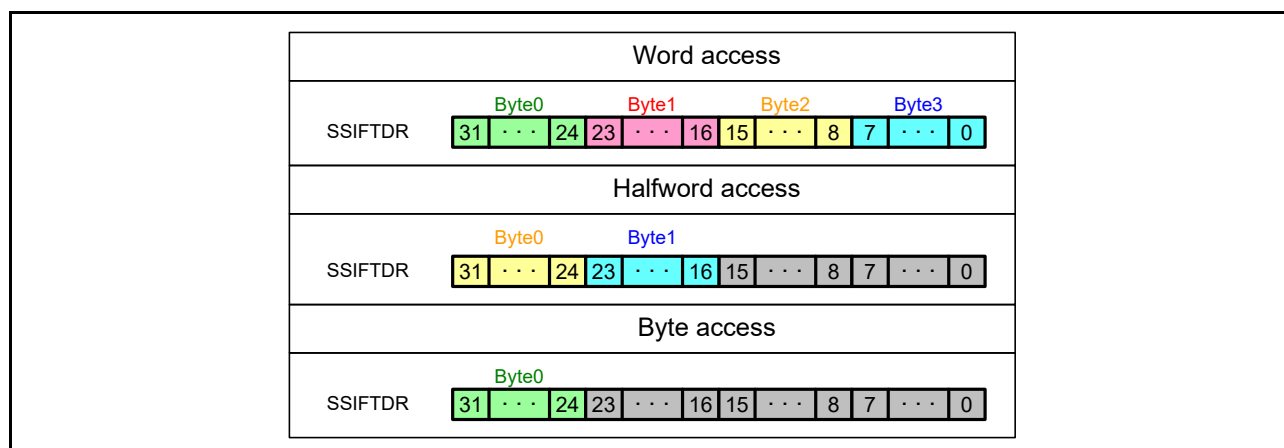 Word access
Byte0 Byte1 Byte2 Byte3
SSIFTDR 31 ··· 24 23 ··· 16 15 ··· 8 7 ··· 0
Halfword access
Byte0 Byte1
SSIFTDR 31 ··· 24 23 ··· 16 15 ··· 8 7 ··· 0
Byte access
Byte0
SSIFTDR 31 ··· 24 23 ··· 16 15 ··· 8 7 ··· 0